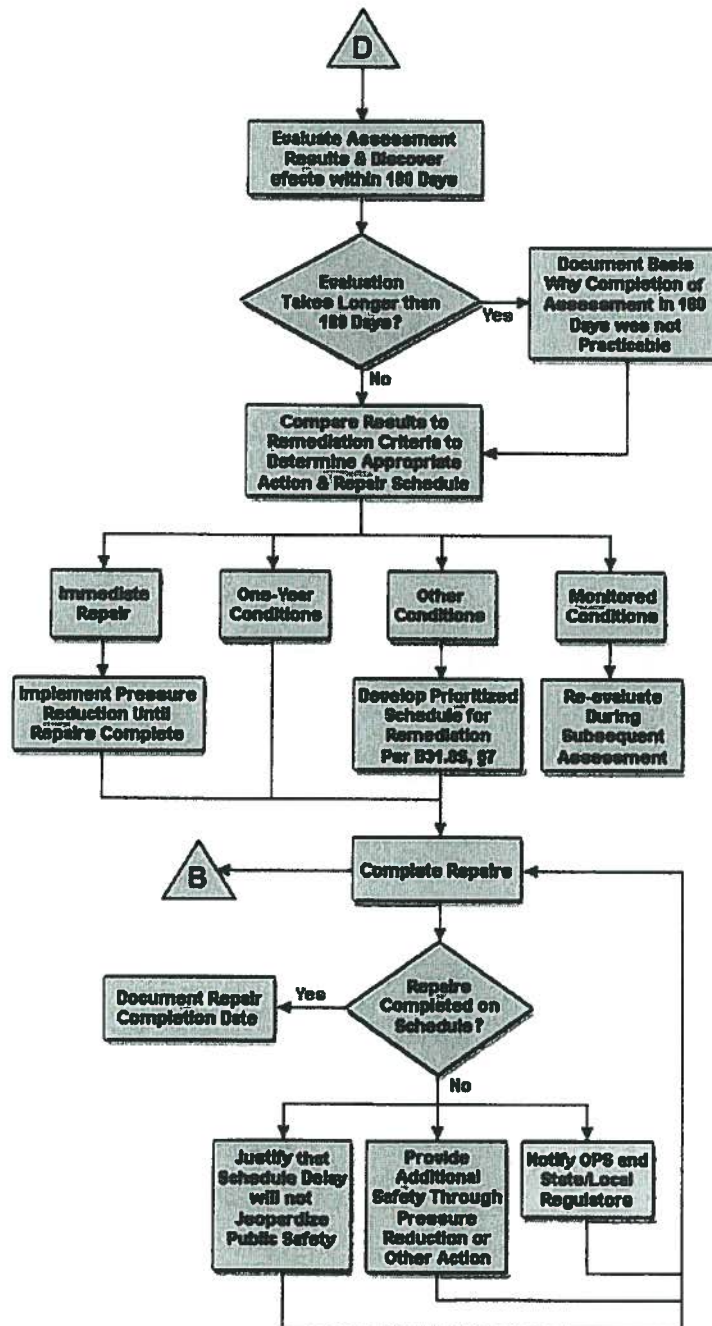 D
Evaluate Assessment
Results & Discover
efects within 180 Days
Evaluation
Takes Longer than
180 Days?
Yes
Document Basis
Why Completion of
Assessment in 180
Days was not
Practicable
No
Compare Results to
Remediation Criteria to
Determine Appropriate
Action & Repair Schedule
Immediate
Repair
One-Year
Conditions
Other
Conditions
Monitored
Conditions
Implement Pressure
Reduction Until
Repairs Complete
Develop Prioritized
Schedule for
Remediation
Per B31.8S, §7
Re-evaluate
During
Subsequent
Assessment
B
Complete Repairs
Repairs
Completed on
Schedule?
Yes
Document Repair
Completion Date
No
Justify that
Schedule Delay
will not
Jeopardize
Public Safety
Provide
Additional
Safety Through
Pressure
Reduction or
Other Action
Notify OPS and
State/Local
Regulators